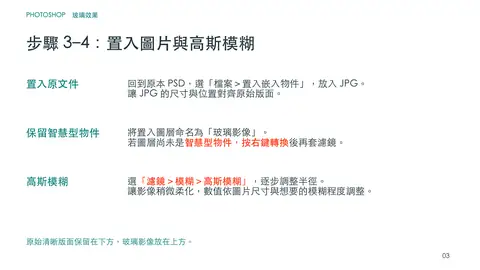 PHOTOSHOP 玻璃效果
步驟 3–4：置入圖片與高斯模糊
置入原文件
回到原本 PSD，選「檔案 > 置入嵌入物件」，放入 JPG。
讓 JPG 的尺寸與位置對齊原始版面。
保留智慧型物件
將置入圖層命名為「玻璃影像」。
若圖層尚未是智慧型物件，按右鍵轉換後再套濾鏡。
高斯模糊
選「濾鏡 > 模糊 > 高斯模糊」，逐步調整半徑。
讓影像稍微柔化，數值依圖片尺寸與想要的模糊程度調整。
原始清晰版面保留在下方，玻璃影像放在上方。
03